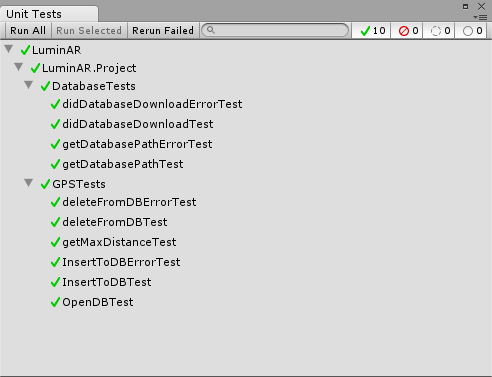 Unit Tests
Run All Run Selected Rerun Failed 10 0 0 0
LuminAR
LuminAR.Project
DatabaseTests
didDatabaseDownloadErrorTest
didDatabaseDownloadTest
getDatabasePathErrorTest
getDatabasePathTest
GPSTests
deleteFromDBErrorTest
deleteFromDBTest
getMaxDistanceTest
InsertToDBErrorTest
InsertToDBTest
OpenDBTest